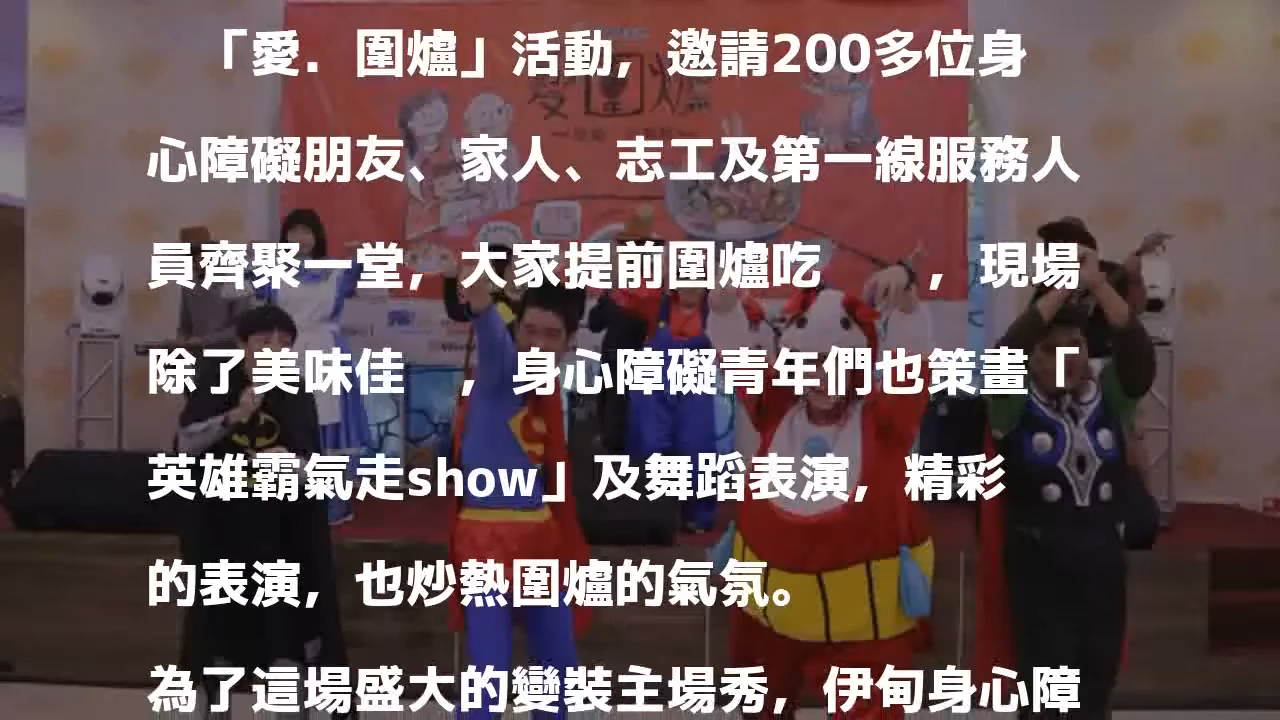 「愛．圍爐」活動，邀請200多位身
心障礙朋友、家人、志工及第一線服務人
員齊聚一堂，大家提前圍爐吃　　，現場
除了美味佳　，身心障礙青年們也策畫「
英雄霸氣走show」及舞蹈表演，精彩
的表演，也炒熱圍爐的氣氛。
為了這場盛大的變裝主場秀，伊甸身心障
愛圍爐